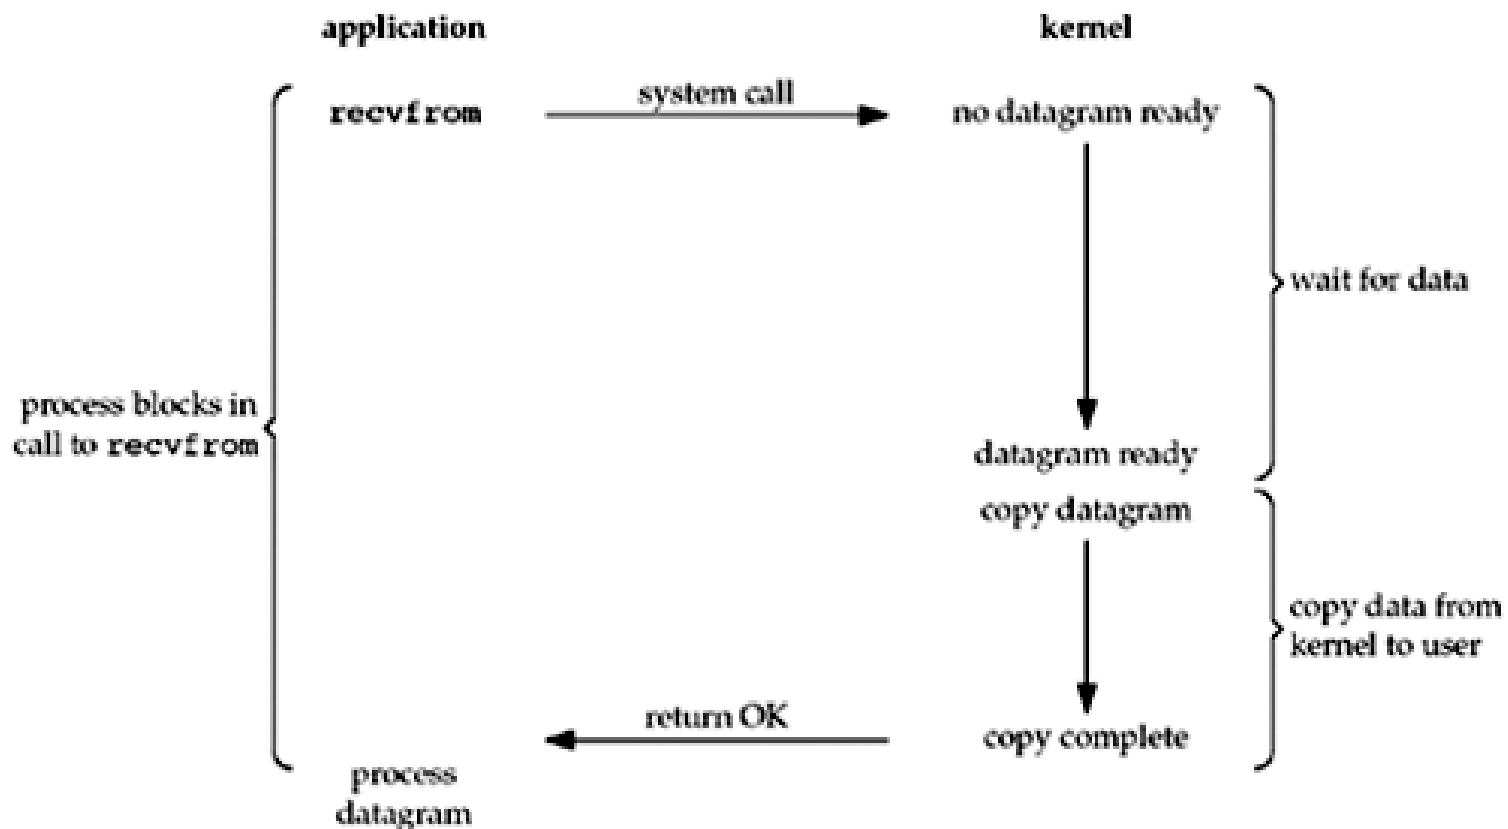 application
kernel
recvfrom
system call
no datagram ready
wait for data
process blocks in
call to recvfrom
datagram ready
copy datagram
copy data from
kernel to user
return OK
copy complete
process
datagram